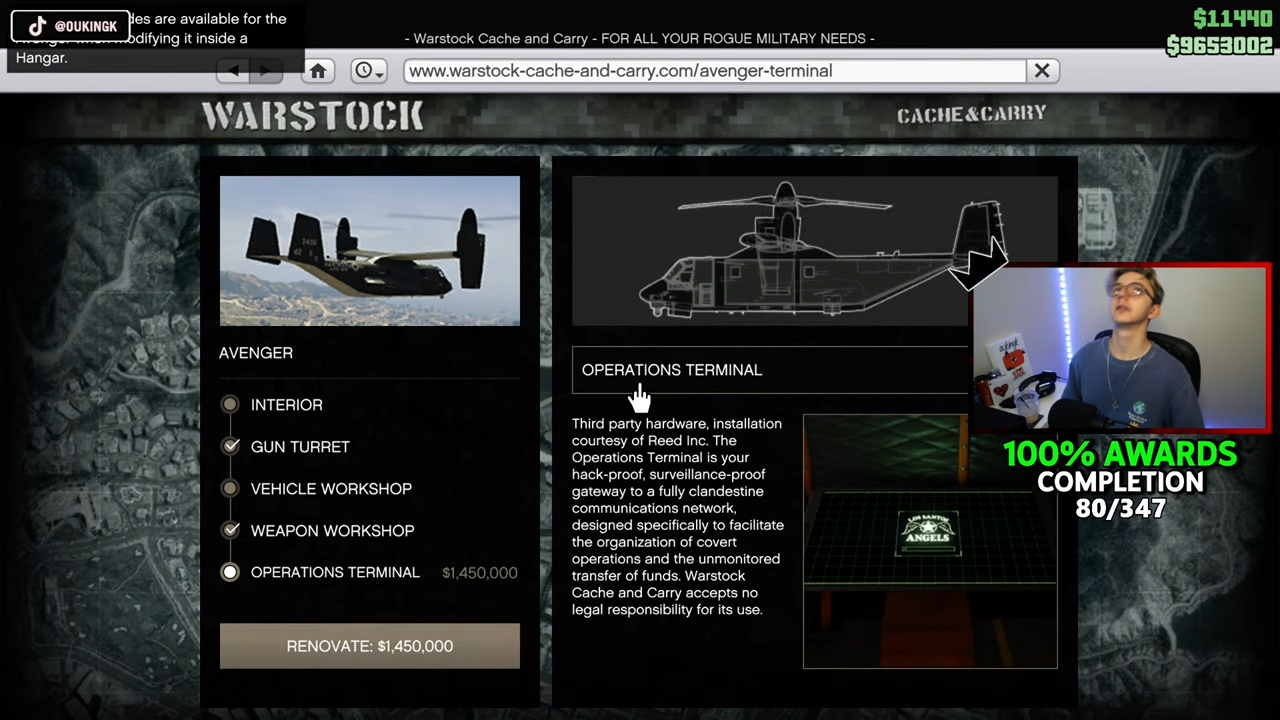 @OUKINGK
des are available for the
modifying it inside a
Hangar.
- Warstock Cache and Carry - FOR ALL YOUR ROGUE MILITARY NEEDS -
$11440
$9653002
www.warstock-cache-and-carry.com/avenger-terminal
WARSTOCK
CACHE&CARRY
AVENGER
INTERIOR
GUN TURRET
VEHICLE WORKSHOP
WEAPON WORKSHOP
OPERATIONS TERMINAL $1,450,000
RENOVATE: $1,450,000
OPERATIONS TERMINAL
Third party hardware, installation
courtesy of Reed Inc. The
Operations Terminal is your
hack-proof, surveillance-proof
gateway to a fully clandestine
communications network,
designed specifically to facilitate
the organization of covert
operations and the unmonitored
transfer of funds. Warstock
Cache and Carry accepts no
legal responsibility for its use.
LOS SANTOS
ANGELS
100% AWARDS
COMPLETION
80/347